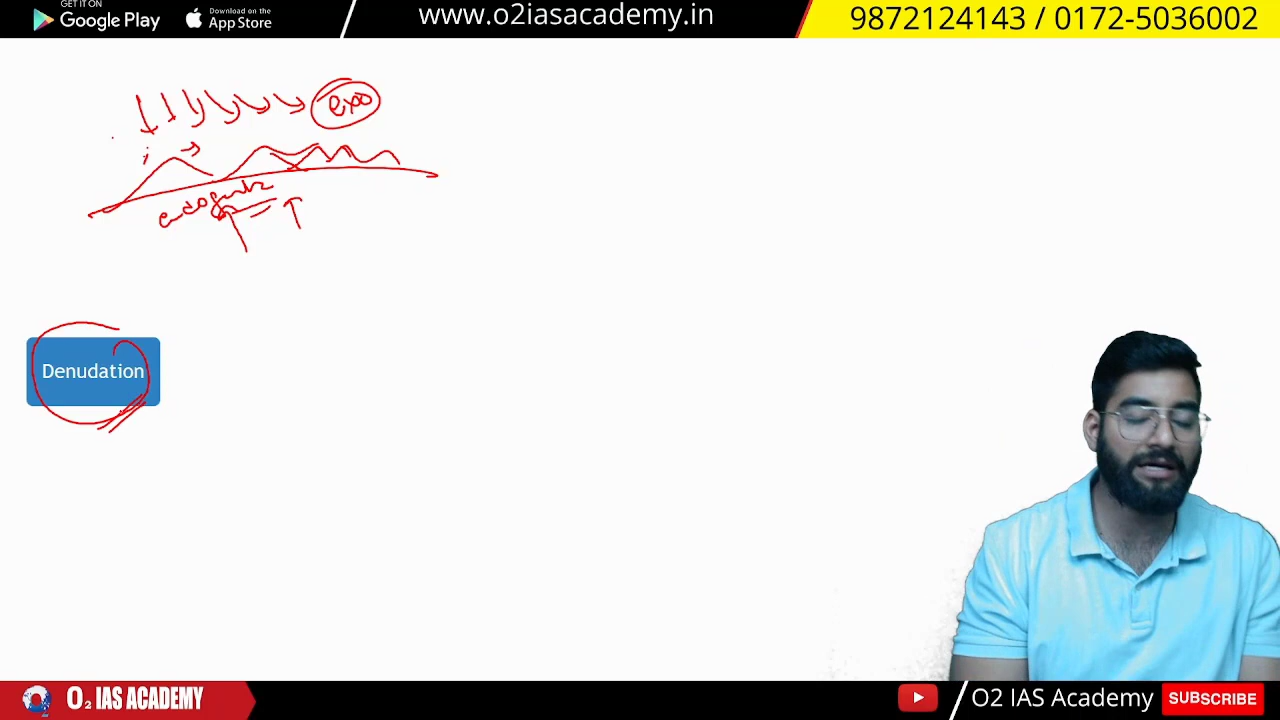 GET IT ON
Google Play
Download on the
App Store
www.o2iasacademy.in
9872124143 / 0172-5036002
exo
Denudation
O2 IAS ACADEMY
O2 IAS Academy
SUBSCRIBE